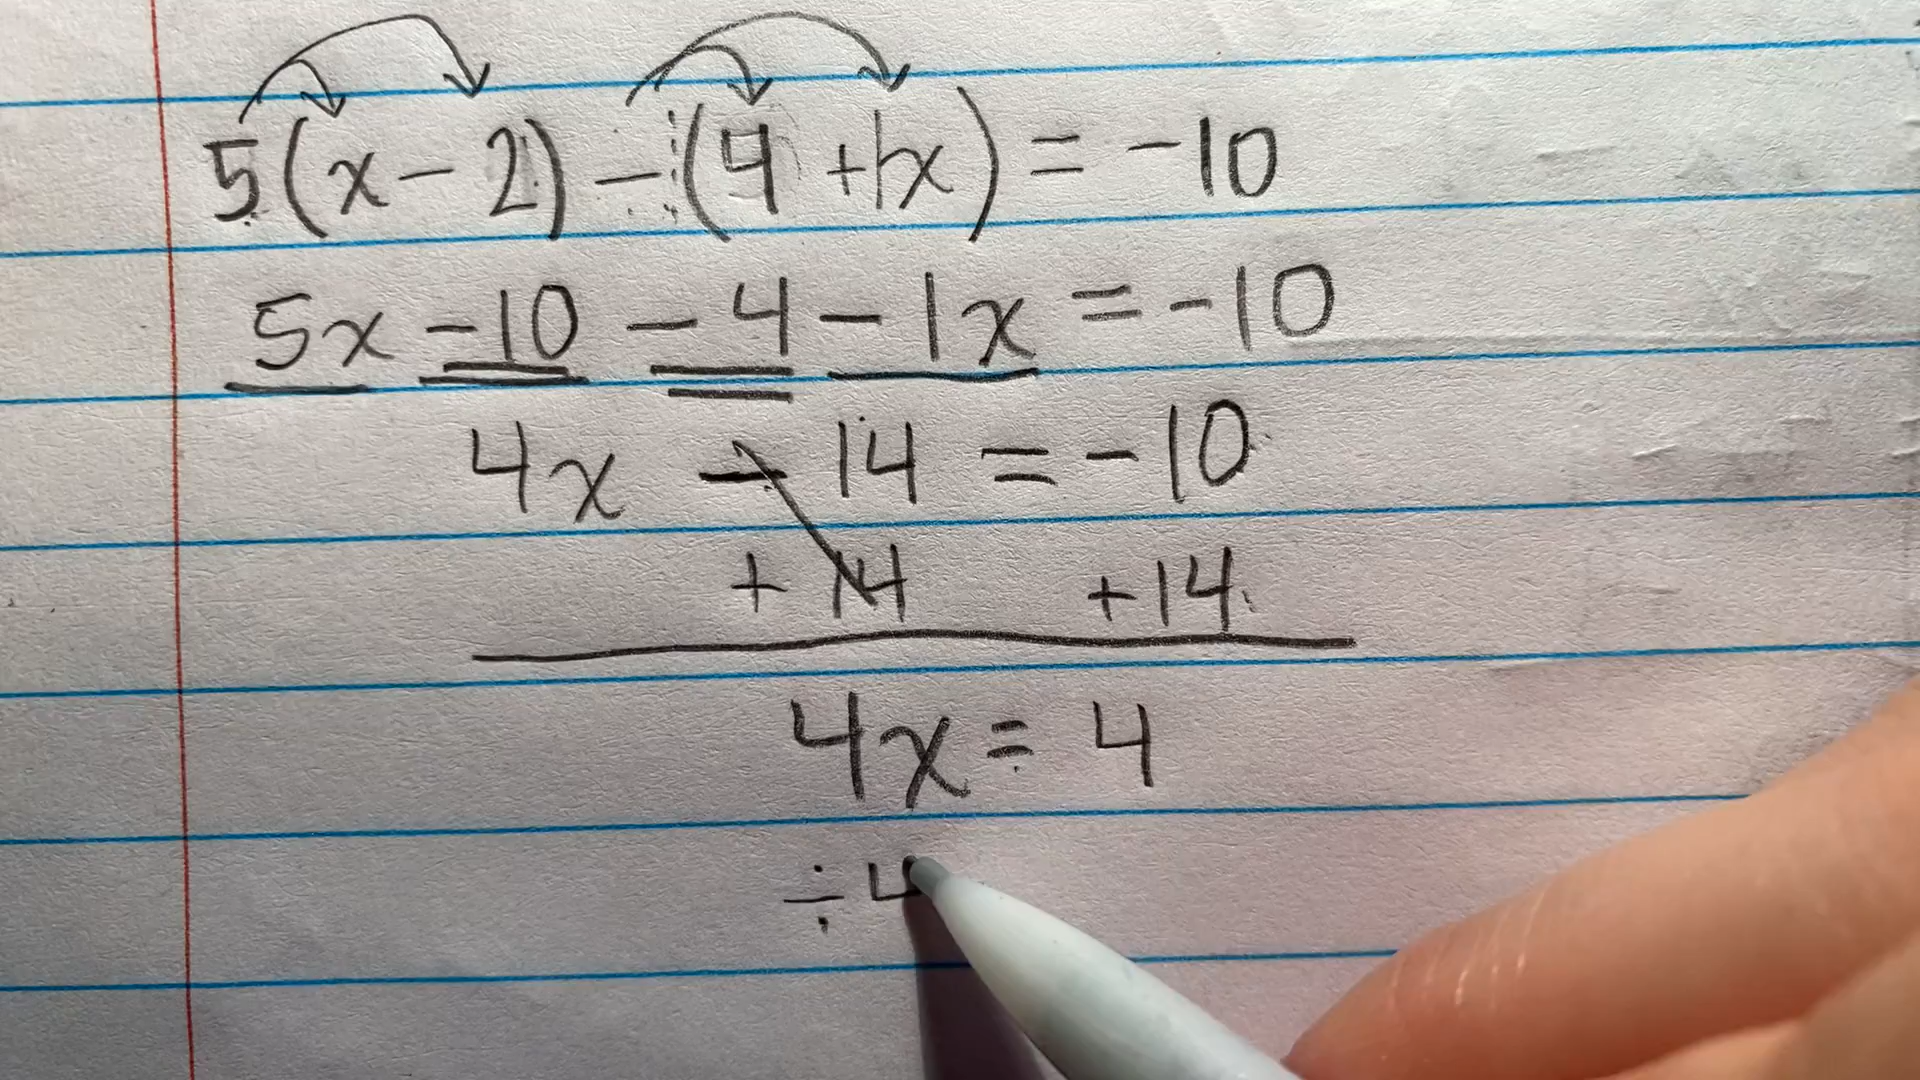 5(x - 2) - (4 + 1x) = -10
5x - 10 - 4 - 1x = -10
4x - 14 = -10
+ 14 +14
4x = 4
÷ 4